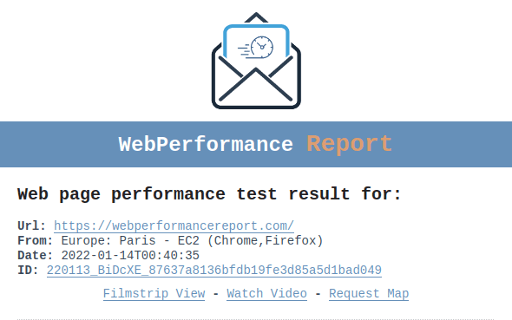 WebPerformance Report
Web page performance test result for:
Url: https://webperformancereport.com/
From: Europe: Paris - EC2 (Chrome,Firefox)
Date: 2022-01-14T00:40:35
ID: 220113_BiDcXE_87637a8136bfdb19fe3d85a5d1bad049
Filmstrip View - Watch Video - Request Map